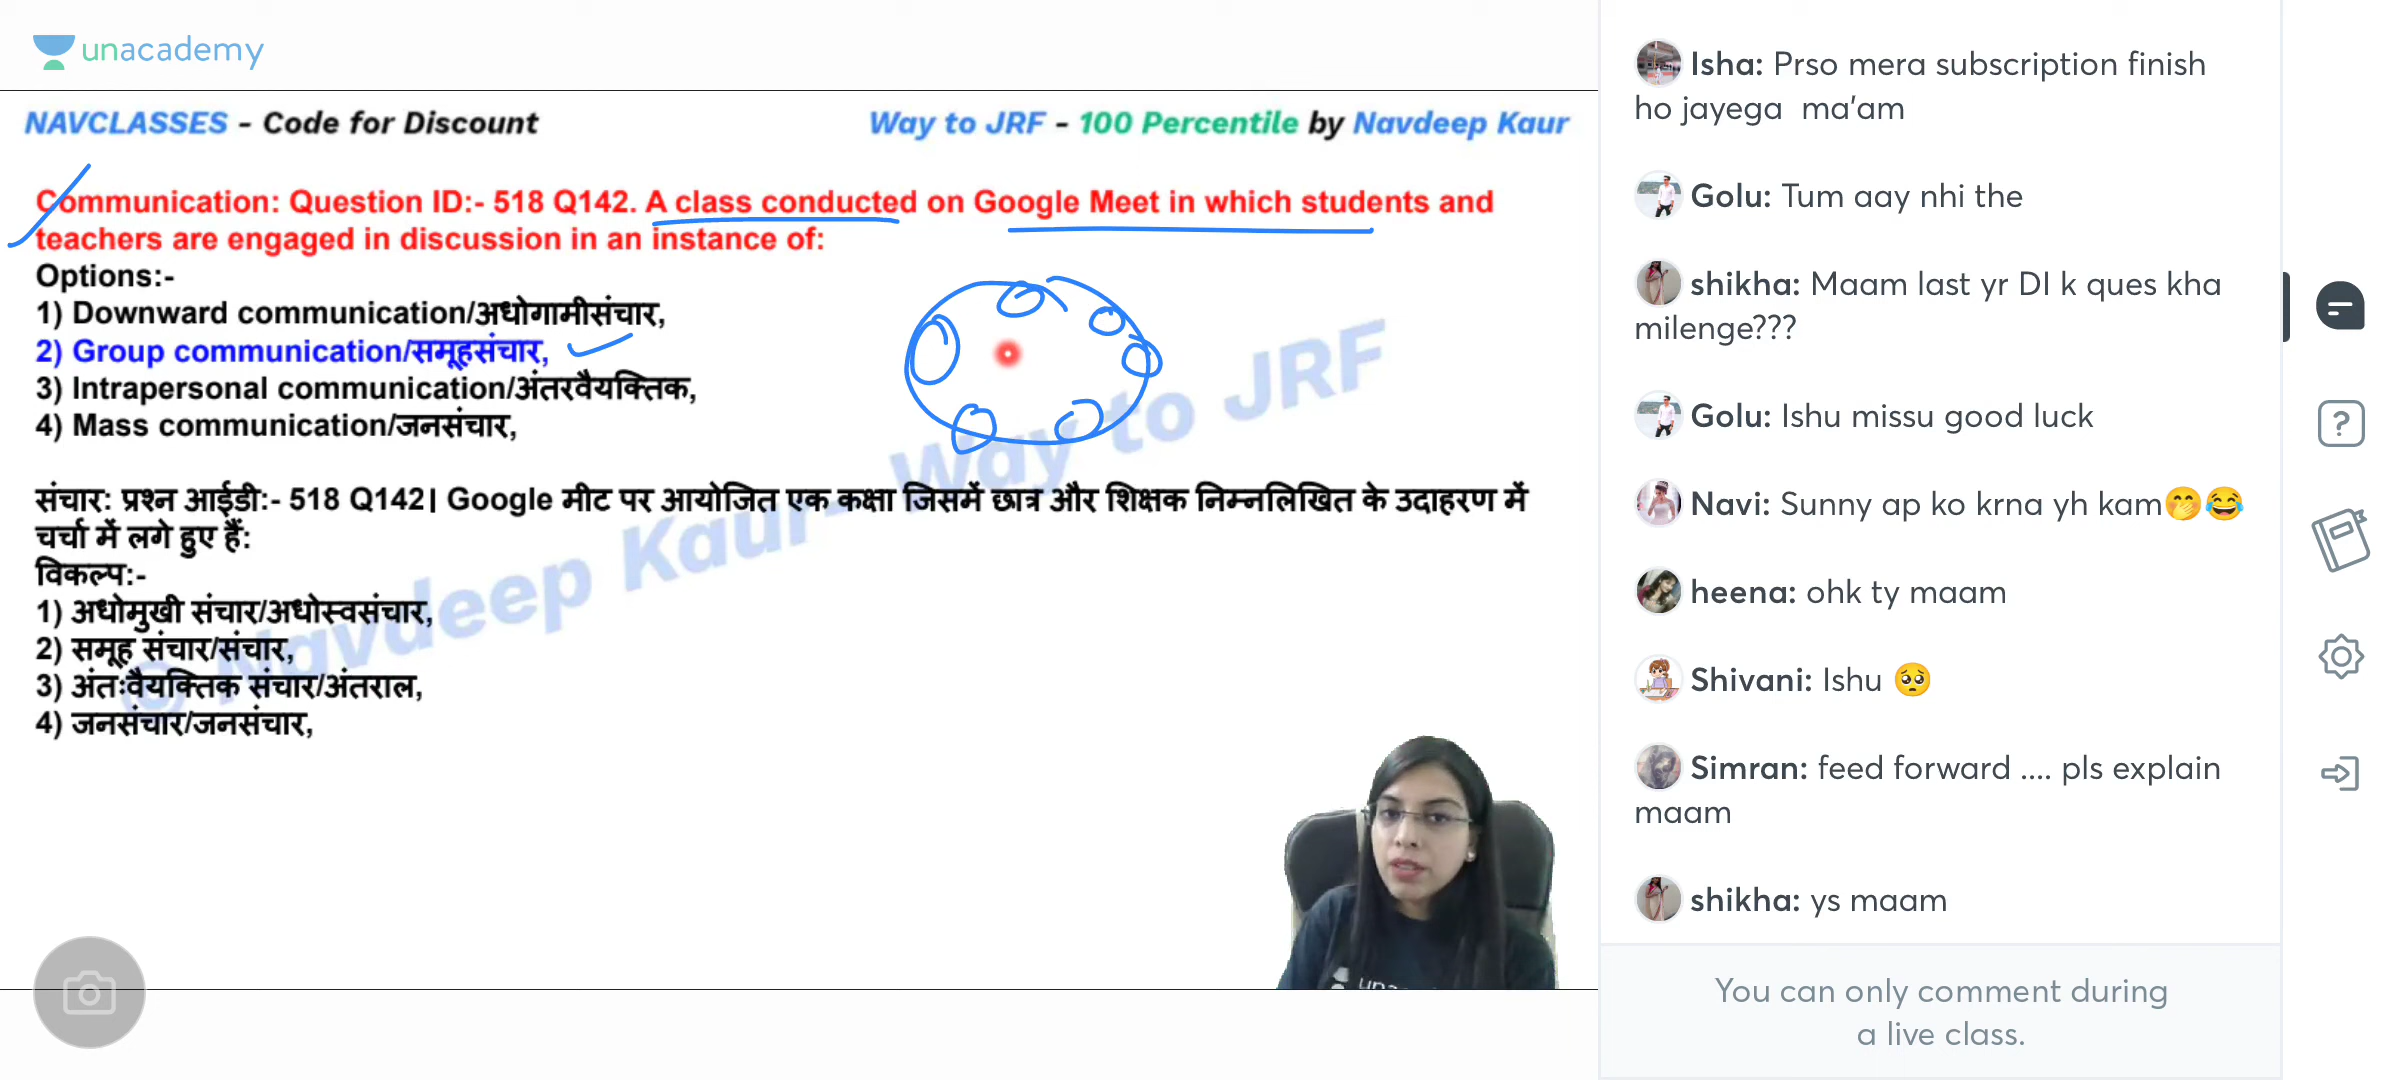 unacademy
NAVCLASSES - Code for Discount
Way to JRF - 100 Percentile by Navdeep Kaur
Communication: Question ID:- 518 Q142. A class conducted on Google Meet in which students and
teachers are engaged in discussion in an instance of:
Options:-
1) Downward communication/अधोगामीसंचार,
2) Group communication/समूहसंचार,
3) Intrapersonal communication/अंतरवैयक्तिक,
4) Mass communication/जनसंचार,
संचार: प्रश्न आईडी:- 518 Q142| Google मीट पर आयोजित एक कक्षा जिसमें छात्र और शिक्षक निम्नलिखित के उदाहरण में
चर्चा में लगे हुए हैं:
विकल्प:-
1) अधोमुखी संचार/अधोस्वसंचार,
2) समूह संचार/संचार,
3) अंतःवैयक्तिक संचार/अंतराल,
4) जनसंचार/जनसंचार,
© Navdeep Kaur- Way to JRF
Isha: Prso mera subscription finish
ho jayega ma'am
Golu: Tum aay nhi the
shikha: Maam last yr DI k ques kha
milenge???
Golu: Ishu missu good luck
Navi: Sunny ap ko krna yh kam🤭😂
heena: ohk ty maam
Shivani: Ishu 🥺
Simran: feed forward .... pls explain
maam
shikha: ys maam
You can only comment during
a live class.